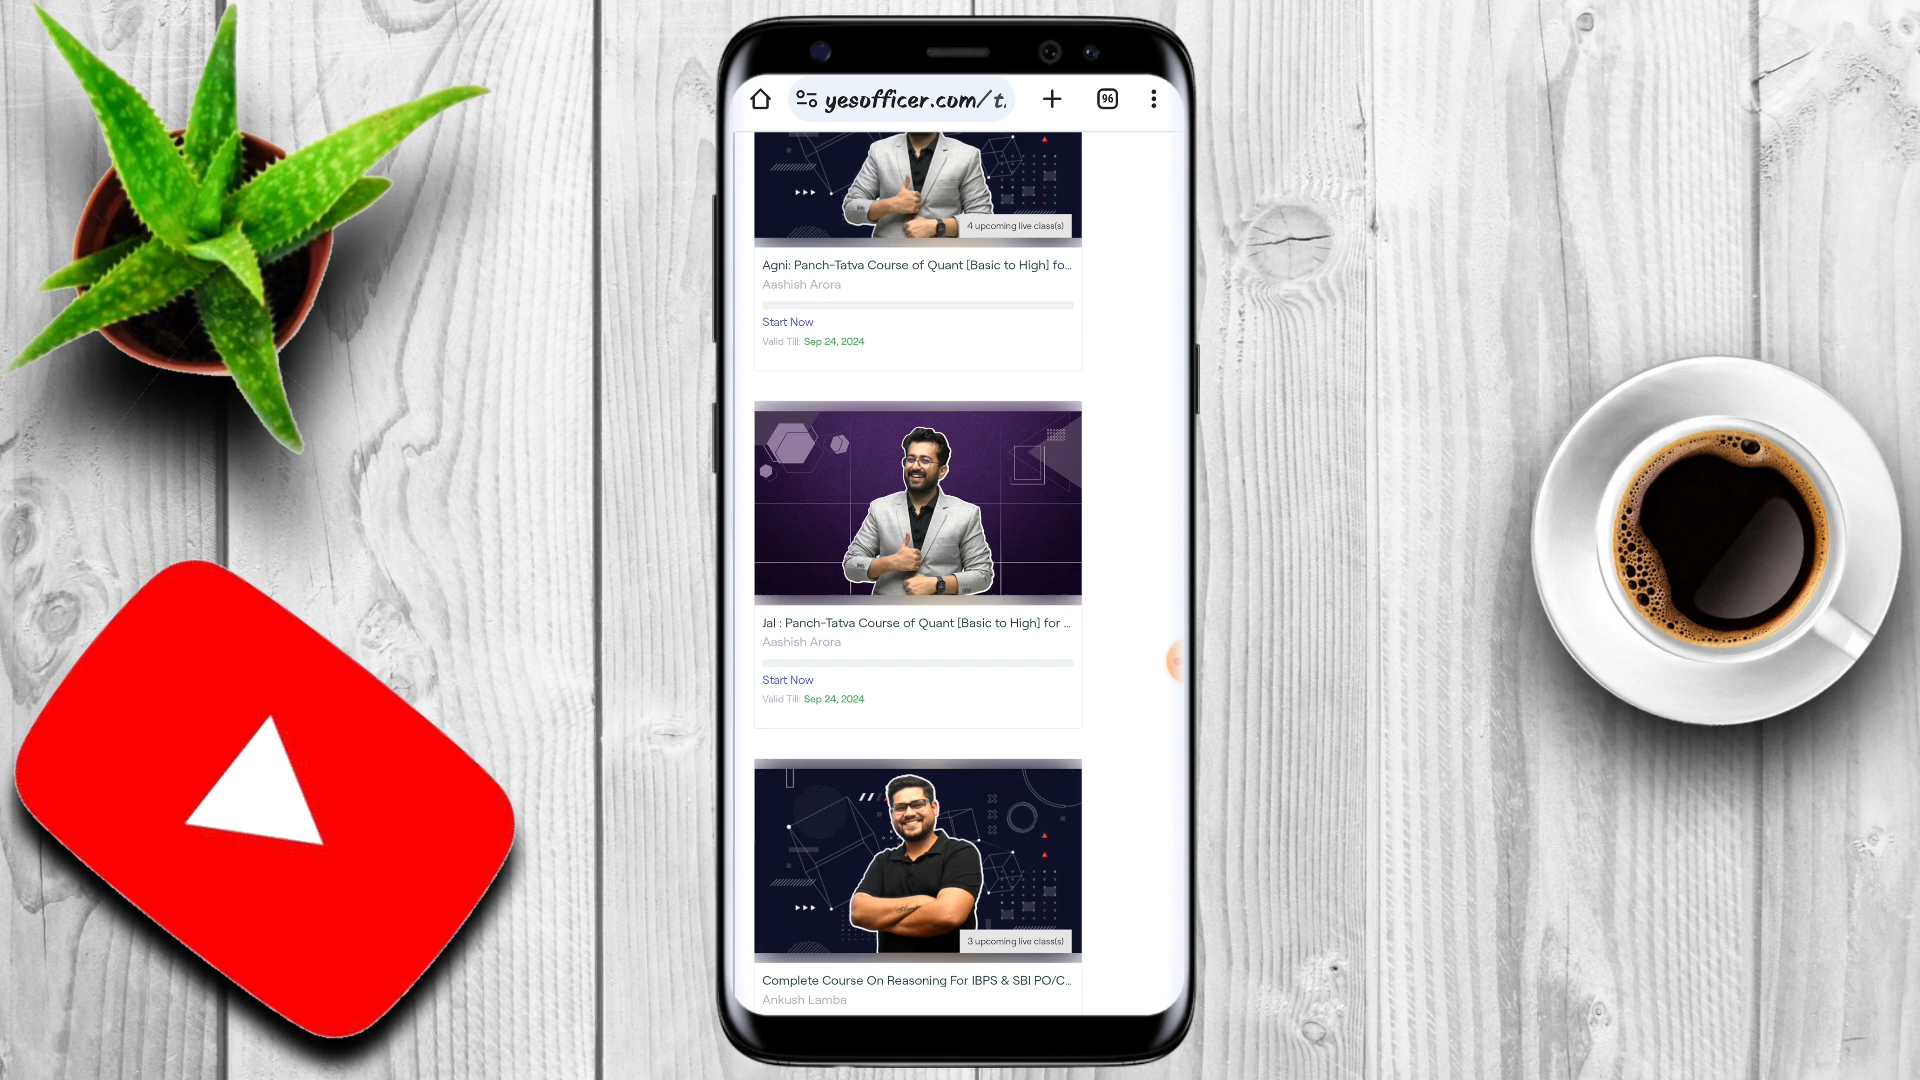 yesofficer.com/t.
96
4 upcoming live class(s)
Agni: Panch-Tatva Course of Quant [Basic to High] fo...
Aashish Arora
Start Now
Valid Till: Sep 24, 2024
Jal : Panch-Tatva Course of Quant [Basic to High] for ...
Aashish Arora
Start Now
Valid Till: Sep 24, 2024
3 upcoming live class(s)
Complete Course On Reasoning For IBPS & SBI PO/C...
Ankush Lamba